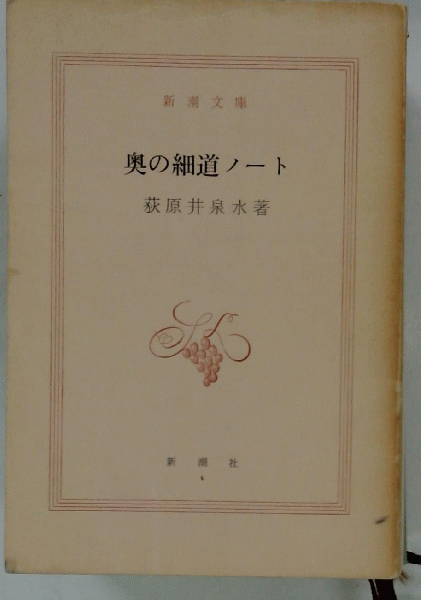 新潮文庫
奥の細道ノート
荻原井泉水著
新潮社